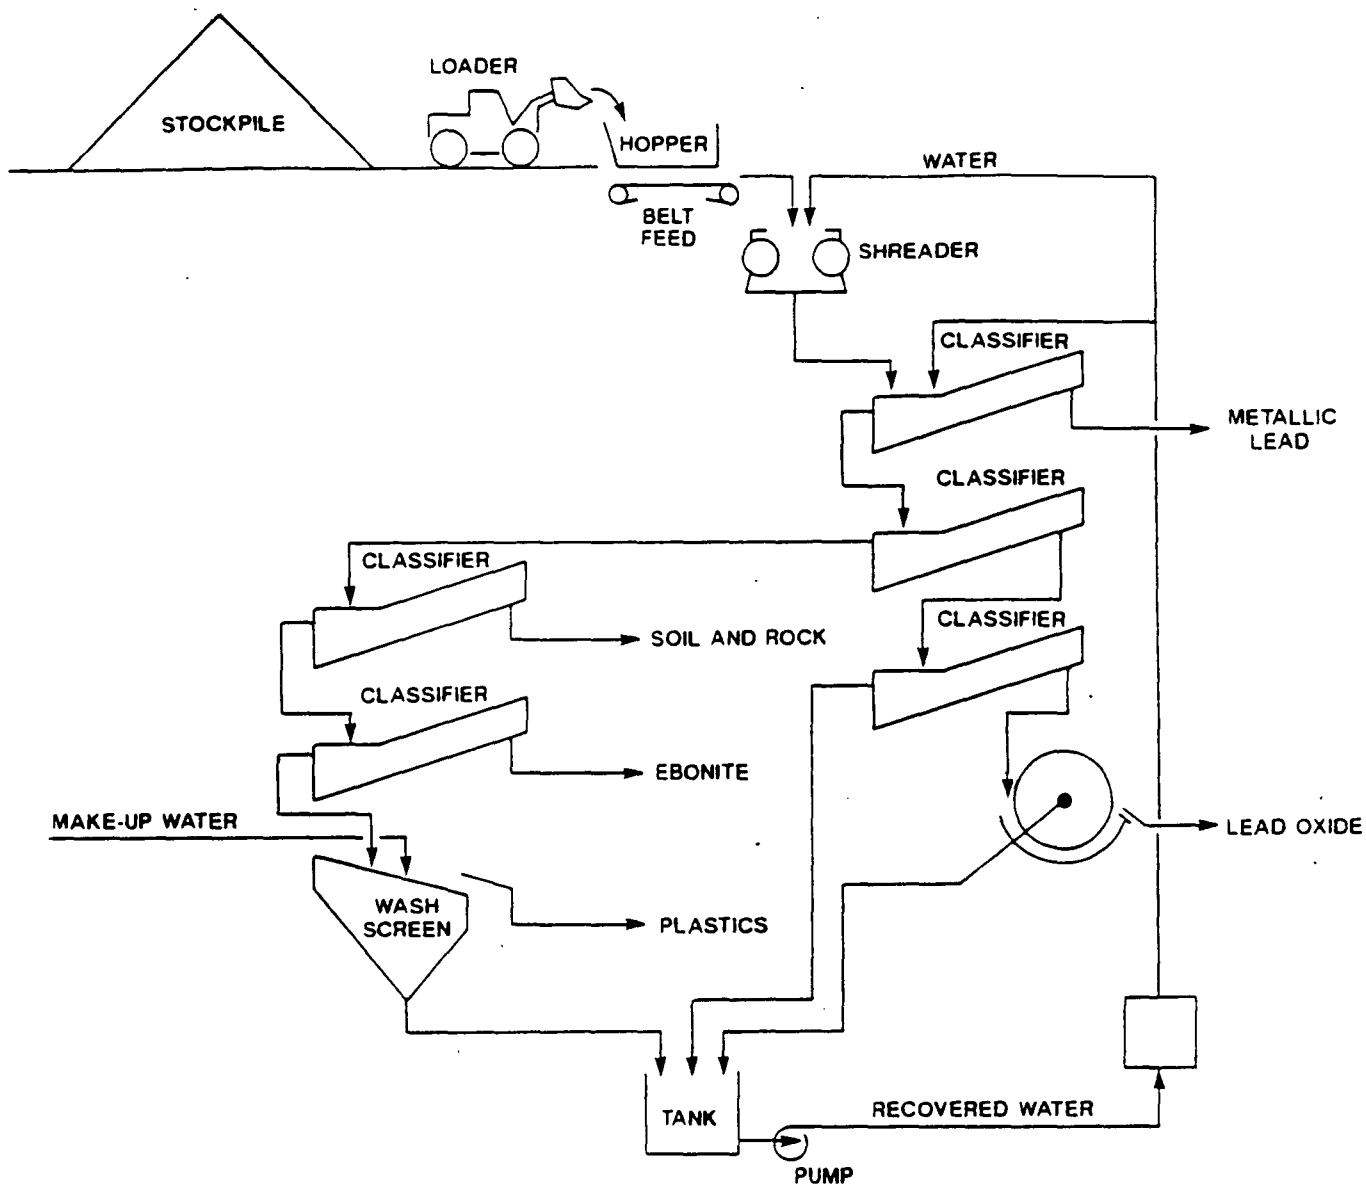 LOADER
STOCKPILE
HOPPER
WATER
BELT
FEED
SHREADER
CLASSIFIER
METALLIC
LEAD
CLASSIFIER
CLASSIFIER
SOIL AND ROCK
CLASSIFIER
CLASSIFIER
EBONITE
MAKE-UP WATER
LEAD OXIDE
WASH
SCREEN
PLASTICS
TANK
RECOVERED WATER
PUMP